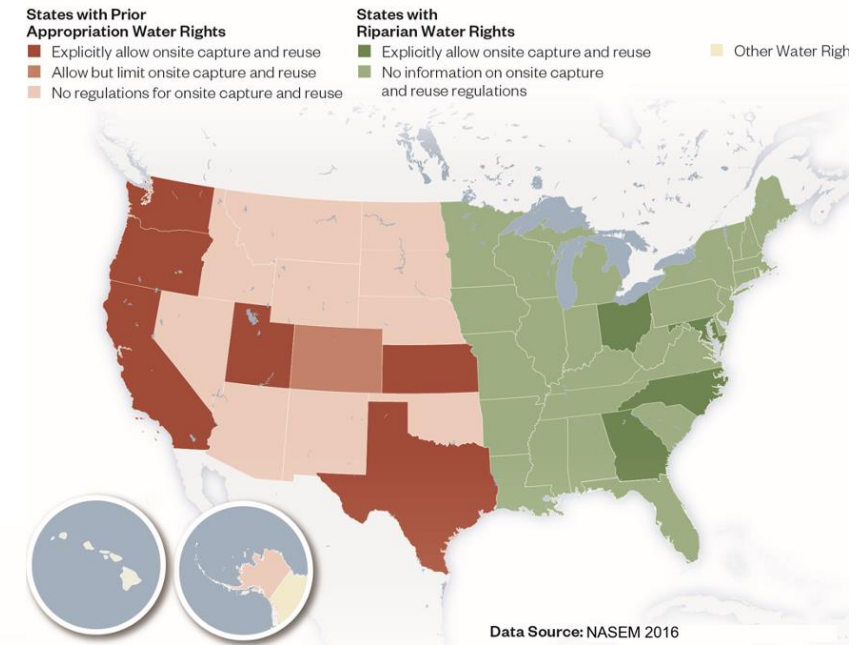 States with Prior
Appropriation Water Rights
Explicitly allow onsite capture and reuse
Allow but limit onsite capture and reuse
No regulations for onsite capture and reuse
States with
Riparian Water Rights
Explicitly allow onsite capture and reuse
No information on onsite capture
and reuse regulations
Other Water Righ
Data Source: NASEM 2016